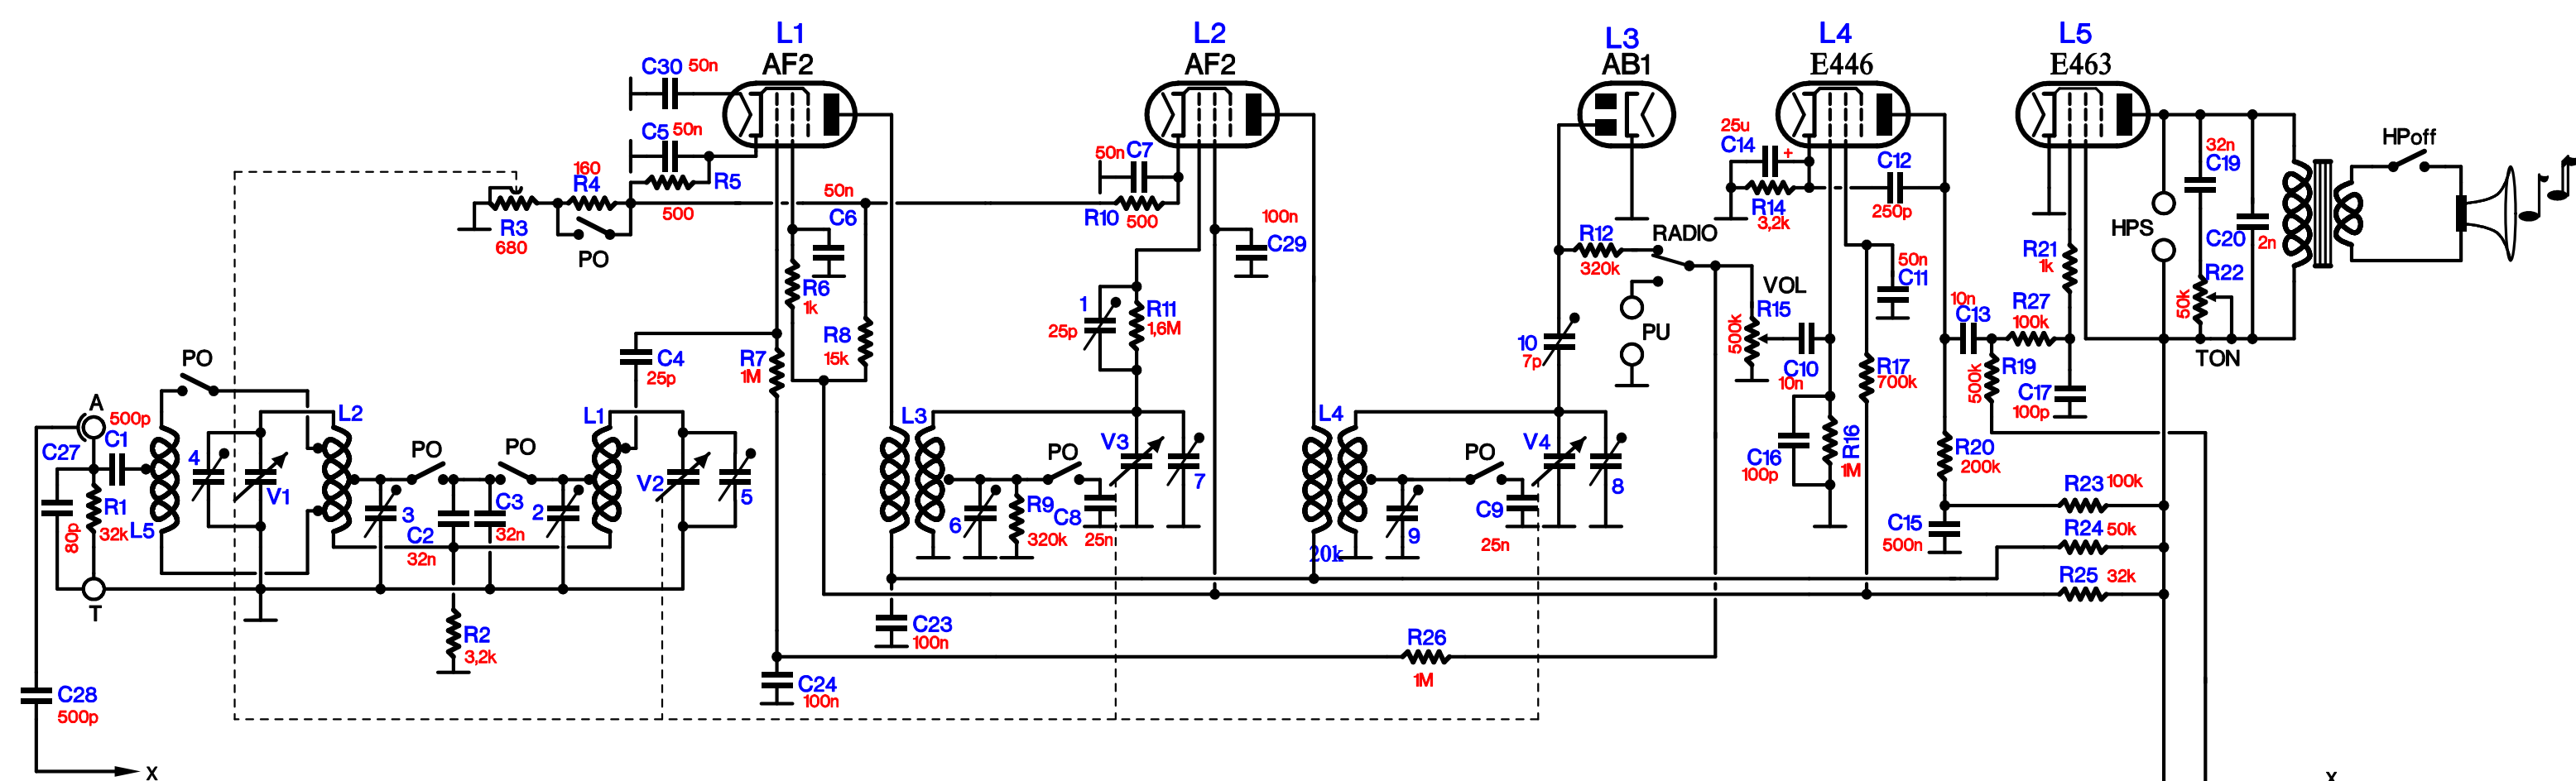 L1
AF2
L2
AF2
L3
AB1
L4
E446
L5
E463
C30 50n
C5 50n
160
R4
R5
R3
680
500
PO
50n
C6
R6
1k
R8
15k
R7
1M
C4
25p
50n C7
R10 500
100n
C29
1
25p
R11
1,6M
25u
C14 +
R14
3,2k
C12
250p
R12
320k
RADIO
PU
10
7p
VOL
R15
500k
C10
10n
50n
C11
R17
700k
C16
100p
R16
1M
10n
C13
R27
100k
R21
1k
R19
500k
C17
100p
R20
200k
C15
500n
R23 100k
R24 50k
R25 32k
HPS
32n
C19
C20 2n
R22
50k
TON
HPoff
PO
A
500p
C1
C27
80p
R1
32k L5
T
4
V1
L2
3
PO
C2
32n
C3
32n
PO
2
L1
V2
5
R2
3,2k
C28
500p
X
L3
6
R9
320k
PO
C8
25n
V3
7
L4
20k
9
PO
C9
25n
V4
8
C23
100n
C24
100n
R26
1M
X